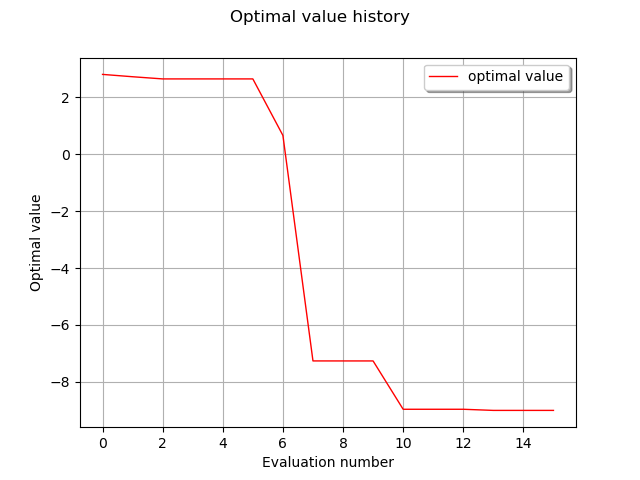 Optimal value history
optimal value
2
0
−2
−4
−6
−8
Optimal value
0 2 4 6 8 10 12 14
Evaluation number